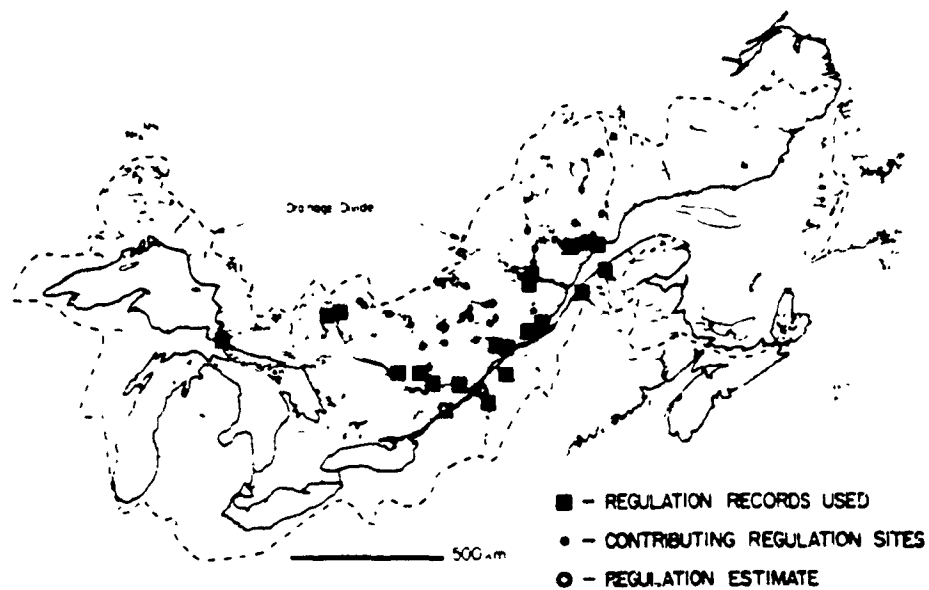 Drainage Divide
500 km
■ - REGULATION RECORDS USED
• - CONTRIBUTING REGULATION SITES
○ - REGULATION ESTIMATE